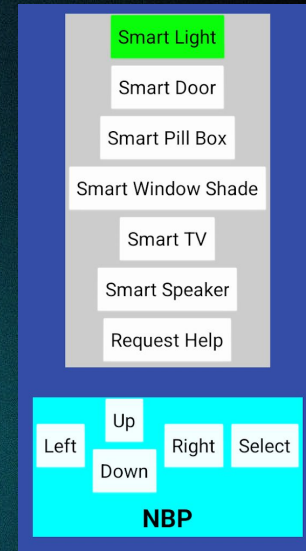 Smart Light
Smart Door
Smart Pill Box
Smart Window Shade
Smart TV
Smart Speaker
Request Help
Up
Left
Right
Select
Down
NBP